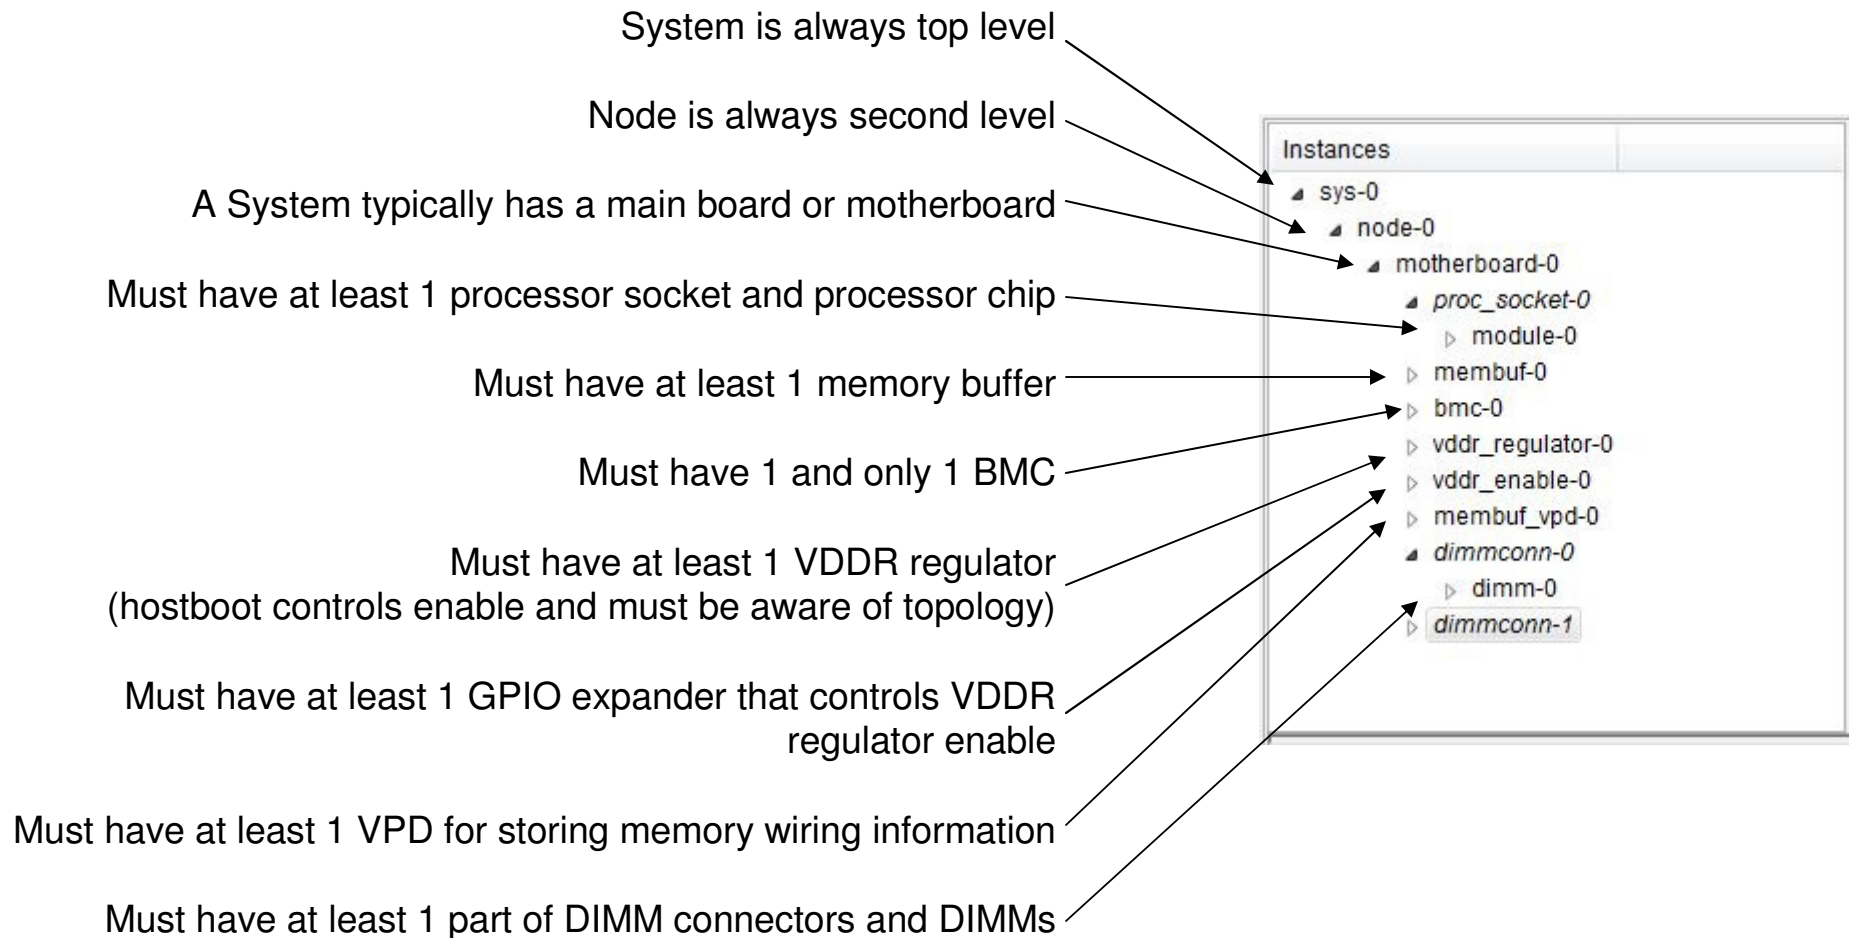 System is always top level
Node is always second level
A System typically has a main board or motherboard
Must have at least 1 processor socket and processor chip
Must have at least 1 memory buffer
Must have 1 and only 1 BMC
Must have at least 1 VDDR regulator
(hostboot controls enable and must be aware of topology)
Must have at least 1 GPIO expander that controls VDDR
regulator enable
Must have at least 1 VPD for storing memory wiring information
Must have at least 1 part of DIMM connectors and DIMMs
Instances
sys-0
node-0
motherboard-0
proc_socket-0
module-0
membuf-0
bmc-0
vddr_regulator-0
vddr_enable-0
membuf_vpd-0
dimmconn-0
dimm-0
dimmconn-1